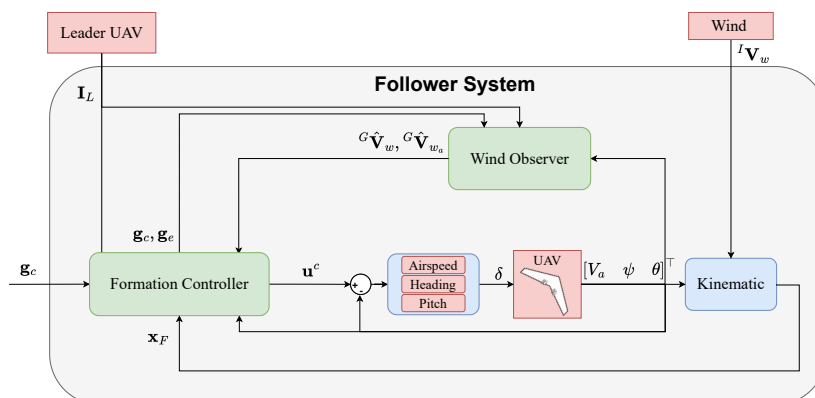 Leader UAV
Wind
^I𝐕_w
𝐈_L
Follower System
^G𝐕̂_w, ^G𝐕̂_{w_a}
Wind Observer
𝐠_c, 𝐠_e
𝐠_c
Formation Controller
𝐮^c
+
-
Airspeed
Heading
Pitch
δ
UAV
[V_a ψ θ]^⊤
Kinematic
𝐱_F